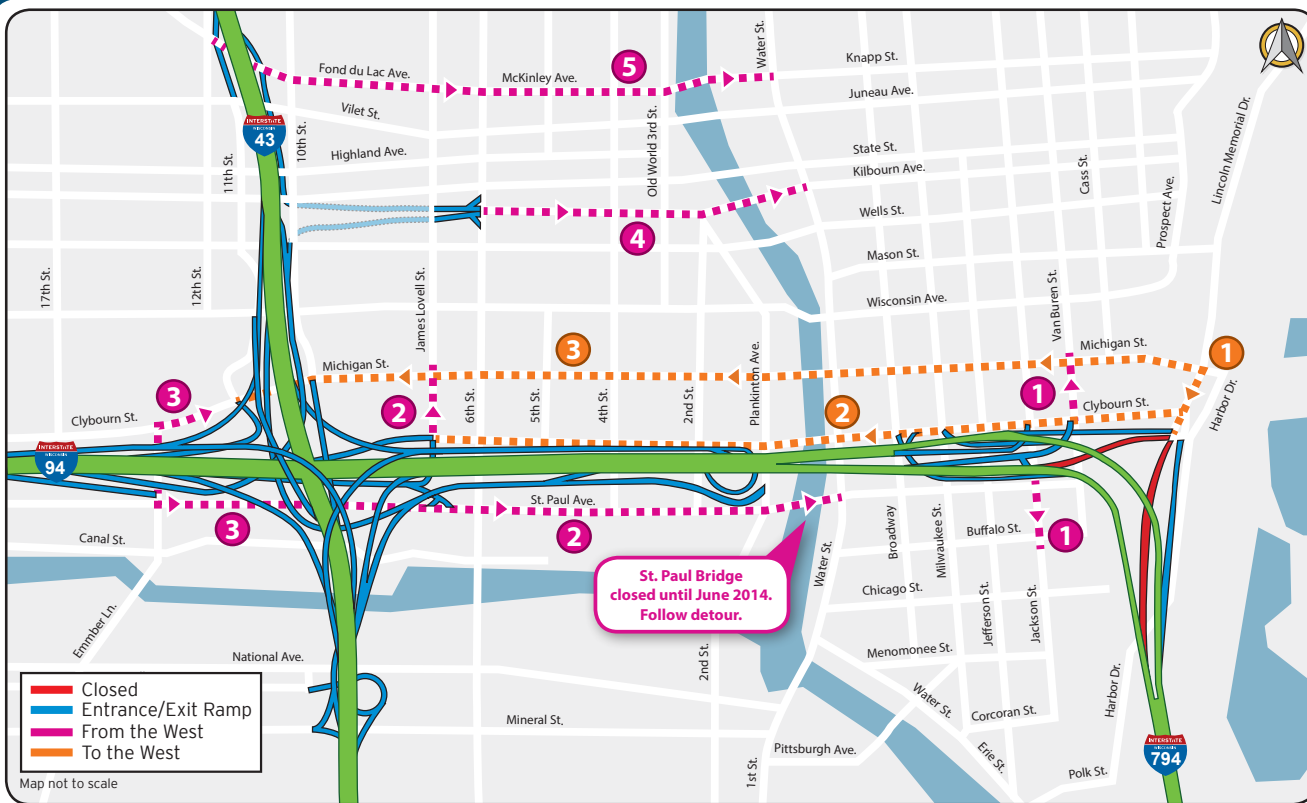 5
Water St.
Knapp St.
Fond du Lac Ave.
McKinley Ave.
Juneau Ave.
Vilet St.
INTERSTATE
WISCONSIN
43
10th St.
11th St.
Highland Ave.
Old World 3rd St.
State St.
Kilbourn Ave.
Cass St.
Prospect Ave.
Lincoln Memorial Dr.
Wells St.
4
Mason St.
17th St.
12th St.
James Lovell St.
Wisconsin Ave.
Van Buren St.
Michigan St.
3
Michigan St.
1
Plankinton Ave.
3
Clybourn St.
2
6th St.
5th St.
4th St.
2nd St.
2
1
Clybourn St.
Harbor Dr.
INTERSTATE
WISCONSIN
94
St. Paul Ave.
3
2
1
Canal St.
Broadway
Milwaukee St.
Buffalo St.
Water St.
St. Paul Bridge
closed until June 2014.
Follow detour.
Chicago St.
Jefferson St.
Jackson St.
Emmber Ln.
National Ave.
2nd St.
Menomonee St.
Harbor Dr.
Closed
Entrance/Exit Ramp
From the West
To the West
Map not to scale
Mineral St.
Water St.
Corcoran St.
Pittsburgh Ave.
Erie St.
1st St.
Polk St.
INTERSTATE
WISCONSIN
794